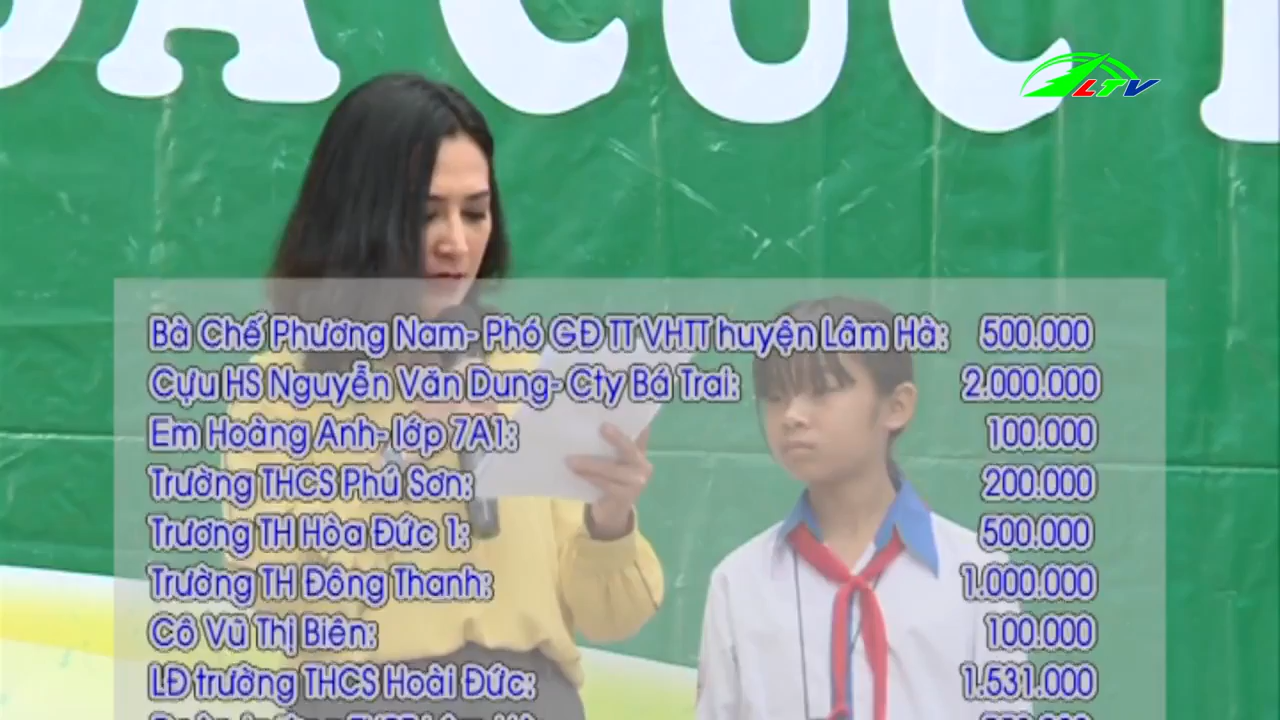 LTV
Bà Chế Phương Nam- Phó GĐ TT VHTT huyện Lâm Hà: 500.000
Cựu HS Nguyễn Văn Dung- Cty Bá Trai: 2.000.000
Em Hoàng Anh- lớp 7A1: 100.000
Trường THCS Phú Sơn: 200.000
Trương TH Hòa Đức 1: 500.000
Trường TH Đông Thanh: 1.000.000
Cô Vũ Thị Biên: 100.000
LĐ trường THCS Hoài Đức: 1.531.000